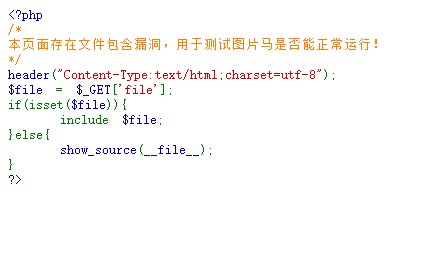 <?php
/*
本页面存在文件包含漏洞，用于测试图片马是否能正常运行！
*/
header("Content-Type:text/html;charset=utf-8");
$file  =  $_GET['file'];
if(isset($file)){
        include  $file;
}else{
        show_source(__file__);
}
?>